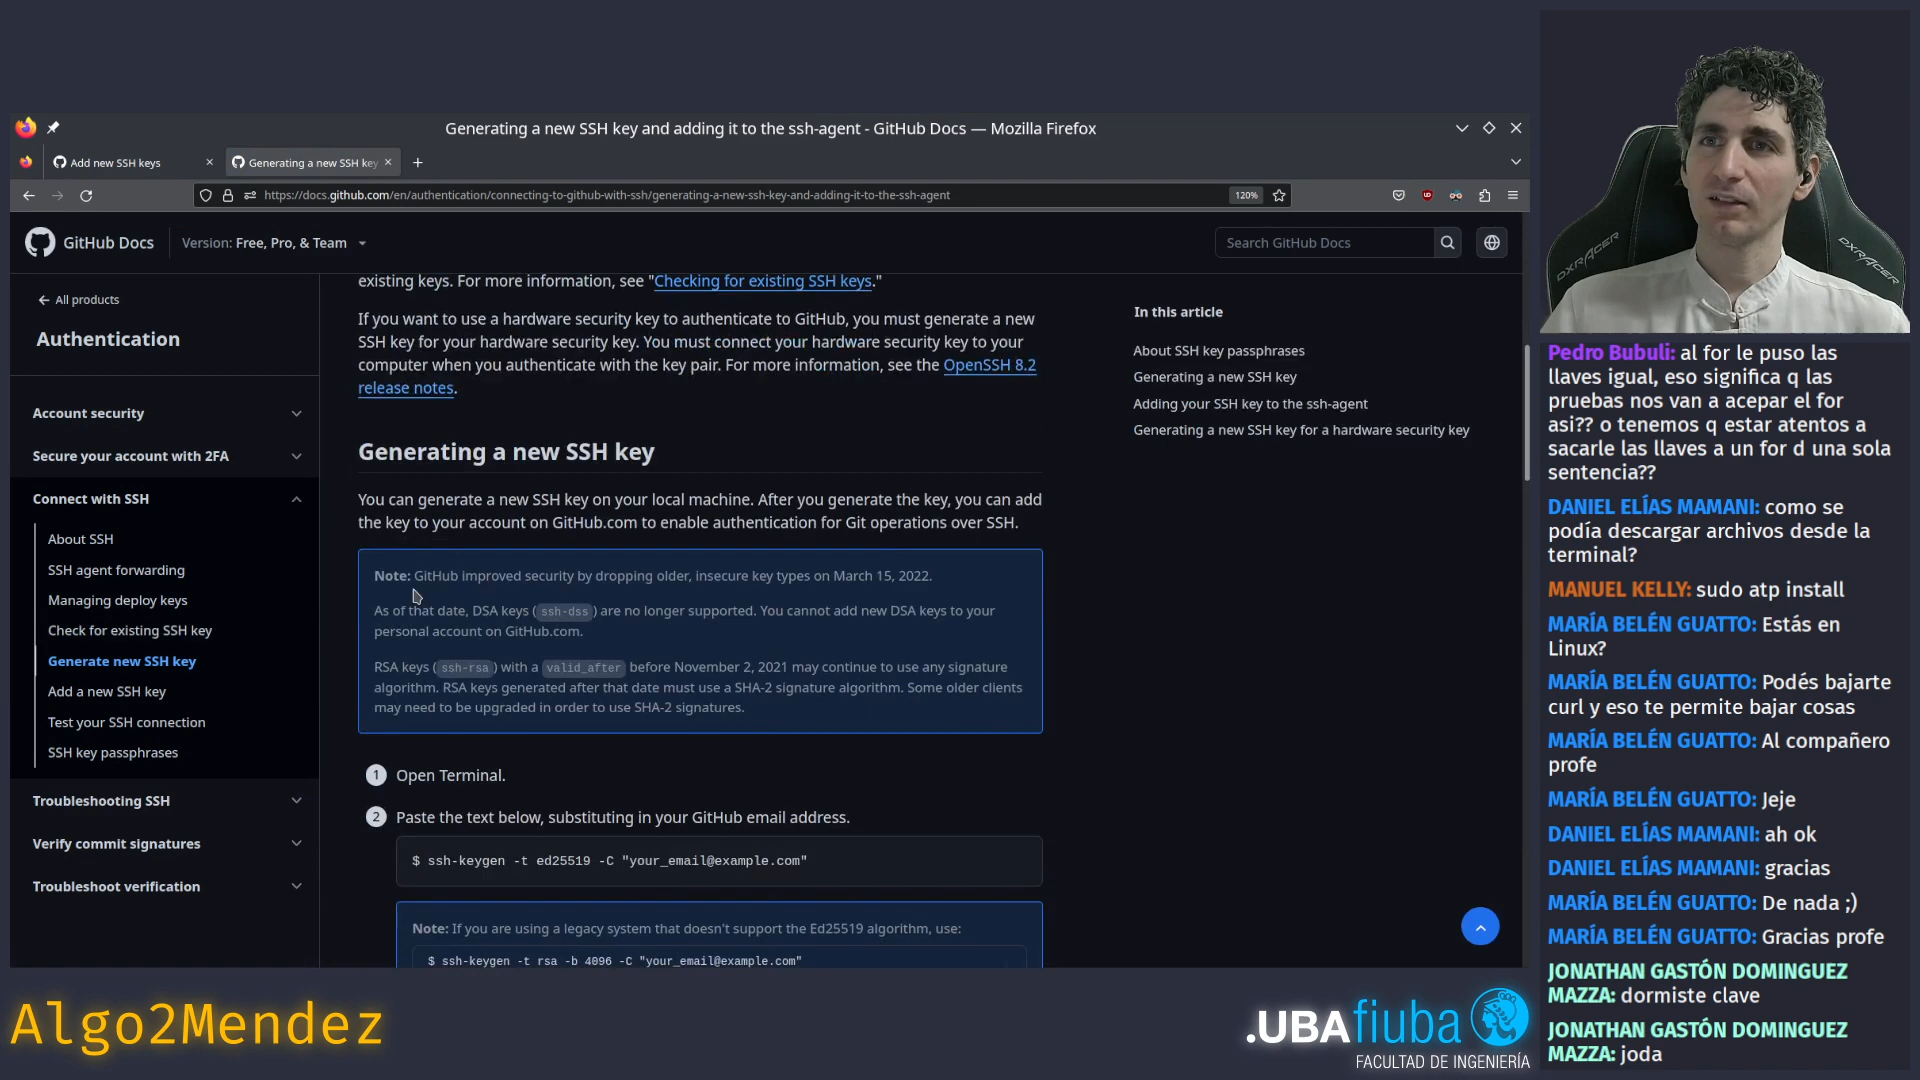 Generating a new SSH key and adding it to the ssh-agent - GitHub Docs — Mozilla Firefox
Add new SSH keys
Generating a new SSH key
https://docs.github.com/en/authentication/connecting-to-github-with-ssh/generating-a-new-ssh-key-and-adding-it-to-the-ssh-agent
120%
GitHub Docs
Version: Free, Pro, & Team
Search GitHub Docs
All products
Authentication
Account security
Secure your account with 2FA
Connect with SSH
About SSH
SSH agent forwarding
Managing deploy keys
Check for existing SSH key
Generate new SSH key
Add a new SSH key
Test your SSH connection
SSH key passphrases
Troubleshooting SSH
Verify commit signatures
Troubleshoot verification
existing keys. For more information, see "Checking for existing SSH keys."
If you want to use a hardware security key to authenticate to GitHub, you must generate a new
SSH key for your hardware security key. You must connect your hardware security key to your
computer when you authenticate with the key pair. For more information, see the OpenSSH 8.2
release notes.
Generating a new SSH key
You can generate a new SSH key on your local machine. After you generate the key, you can add
the key to your account on GitHub.com to enable authentication for Git operations over SSH.
Note: GitHub improved security by dropping older, insecure key types on March 15, 2022.
As of that date, DSA keys (ssh-dss) are no longer supported. You cannot add new DSA keys to your
personal account on GitHub.com.
RSA keys (ssh-rsa) with a valid_after before November 2, 2021 may continue to use any signature
algorithm. RSA keys generated after that date must use a SHA-2 signature algorithm. Some older clients
may need to be upgraded in order to use SHA-2 signatures.
1 Open Terminal.
2 Paste the text below, substituting in your GitHub email address.
$ ssh-keygen -t ed25519 -C "your_email@example.com"
Note: If you are using a legacy system that doesn't support the Ed25519 algorithm, use:
$ ssh-keygen -t rsa -b 4096 -C "your_email@example.com"
In this article
About SSH key passphrases
Generating a new SSH key
Adding your SSH key to the ssh-agent
Generating a new SSH key for a hardware security key
DXRACER
DXRACER
Pedro Bubuli: al for le puso las
llaves igual, eso significa q las
pruebas nos van a acepar el for
asi?? o tenemos q estar atentos a
sacarle las llaves a un for d una sola
sentencia??
DANIEL ELÍAS MAMANI: como se
podía descargar archivos desde la
terminal?
MANUEL KELLY: sudo atp install
MARÍA BELÉN GUATTO: Estás en
Linux?
MARÍA BELÉN GUATTO: Podés bajarte
curl y eso te permite bajar cosas
MARÍA BELÉN GUATTO: Al compañero
profe
MARÍA BELÉN GUATTO: Jeje
DANIEL ELÍAS MAMANI: ah ok
DANIEL ELÍAS MAMANI: gracias
MARÍA BELÉN GUATTO: De nada ;)
MARÍA BELÉN GUATTO: Gracias profe
JONATHAN GASTÓN DOMINGUEZ
MAZZA: dormiste clave
JONATHAN GASTÓN DOMINGUEZ
MAZZA: joda
Algo2Mendez
.UBAfiuba
FACULTAD DE INGENIERÍA